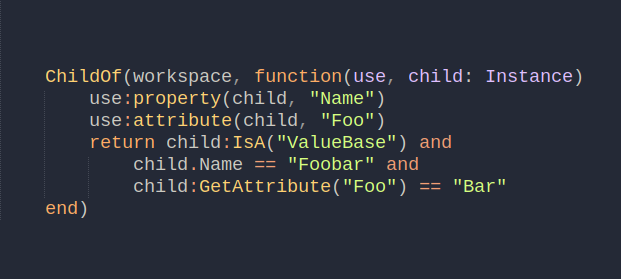 ChildOf(workspace, function(use, child: Instance)
    use:property(child, "Name")
    use:attribute(child, "Foo")
    return child:IsA("ValueBase") and
        child.Name == "Foobar" and
        child:GetAttribute("Foo") == "Bar"
end)